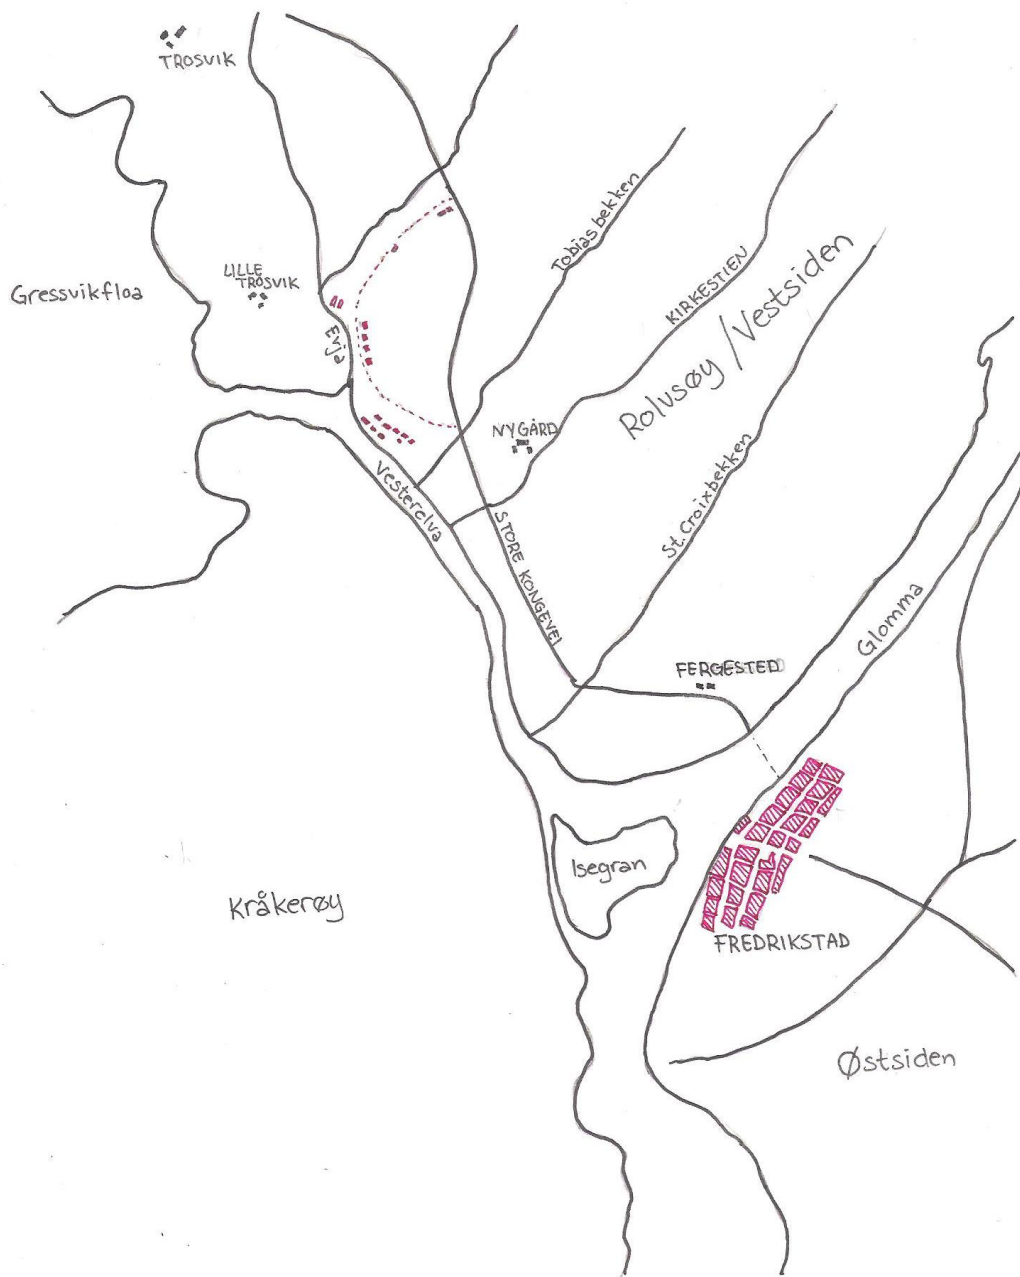 TROSVIK
LILLE
TROSVIK
Gressvikfloa
Evja
Tobiasbekken
KIRKESTIEN
Rolvsøy / Vestsiden
NYGÅRD
Vesterelva
STORE KONGEVEI
St. Croixbekken
Glomma
FERGESTED
Isegran
Kråkerøy
FREDRIKSTAD
Østsiden